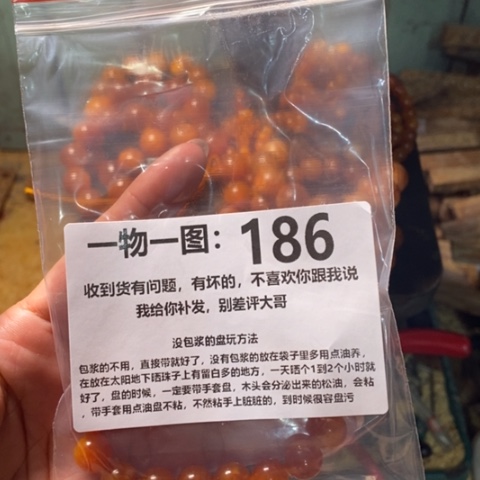 一物一图：186
收到货有问题，有坏的，不喜欢你跟我说
我给你补发，别差评大哥
没包浆的盘玩方法
包浆的不用，直接带就好了，没有包浆的放在袋子里多用点油养，
在放在太阳地下晒珠子上有留白多的地方，一天晒个1到2个小时就
好了，盘的时候，一定要带手套，木头会分泌出来的松油，会粘
，带手套用点油盘不粘，不然粘手上脏脏的，到时候很容盘污